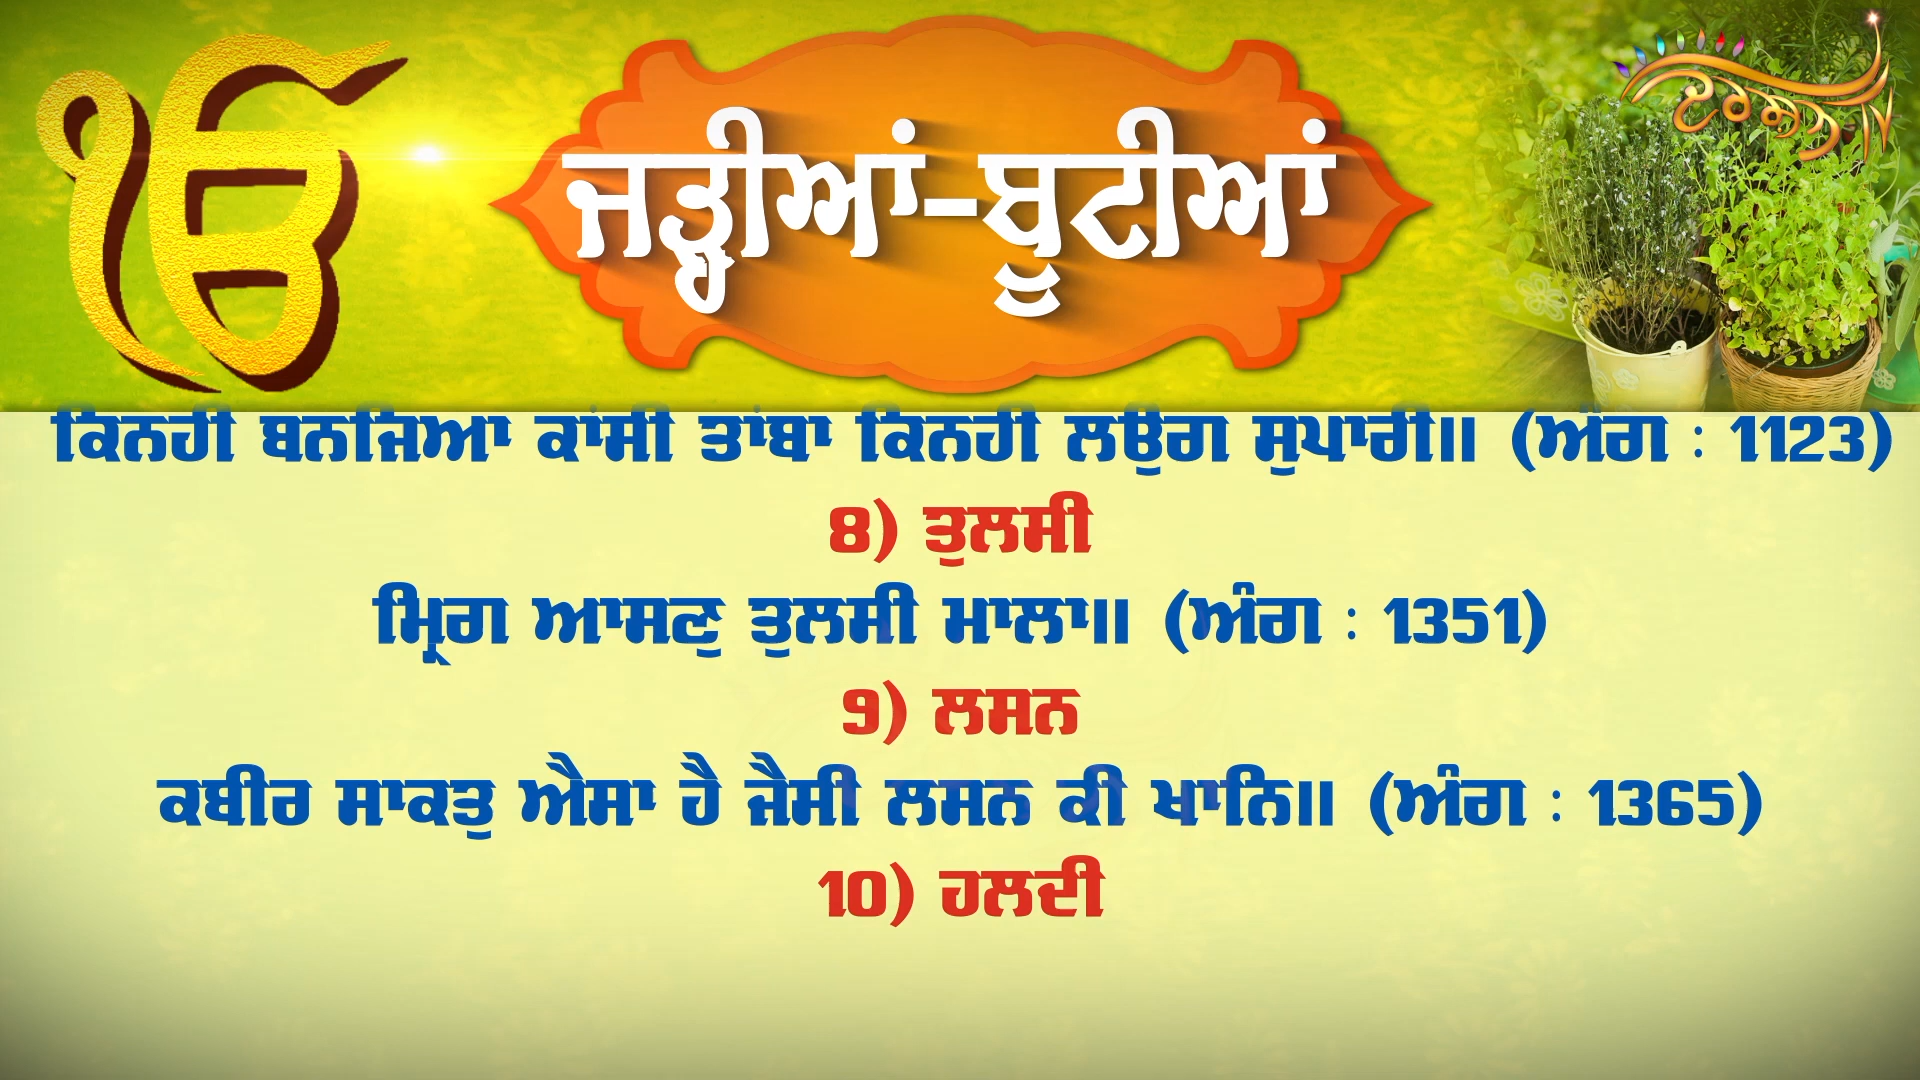 ੴ
ਜੜ੍ਹੀਆਂ-ਬੂਟੀਆਂ
ਕਿਨਹੀ ਬਨਜਿਆ ਕਾਂਸੀ ਤਾਂਬਾ ਕਿਨਹੀ ਲਉਂਗ ਸੁਪਾਰੀ॥ (ਅੰਗ : 1123)
8) ਤੁਲਸੀ
ਮ੍ਰਿਗ ਆਸਣੁ ਤੁਲਸੀ ਮਾਲਾ॥ (ਅੰਗ : 1351)
9) ਲਸਨ
ਕਬੀਰ ਸਾਕਤੁ ਐਸਾ ਹੈ ਜੈਸੀ ਲਸਨ ਕੀ ਖਾਨਿ॥ (ਅੰਗ : 1365)
10) ਹਲਦੀ